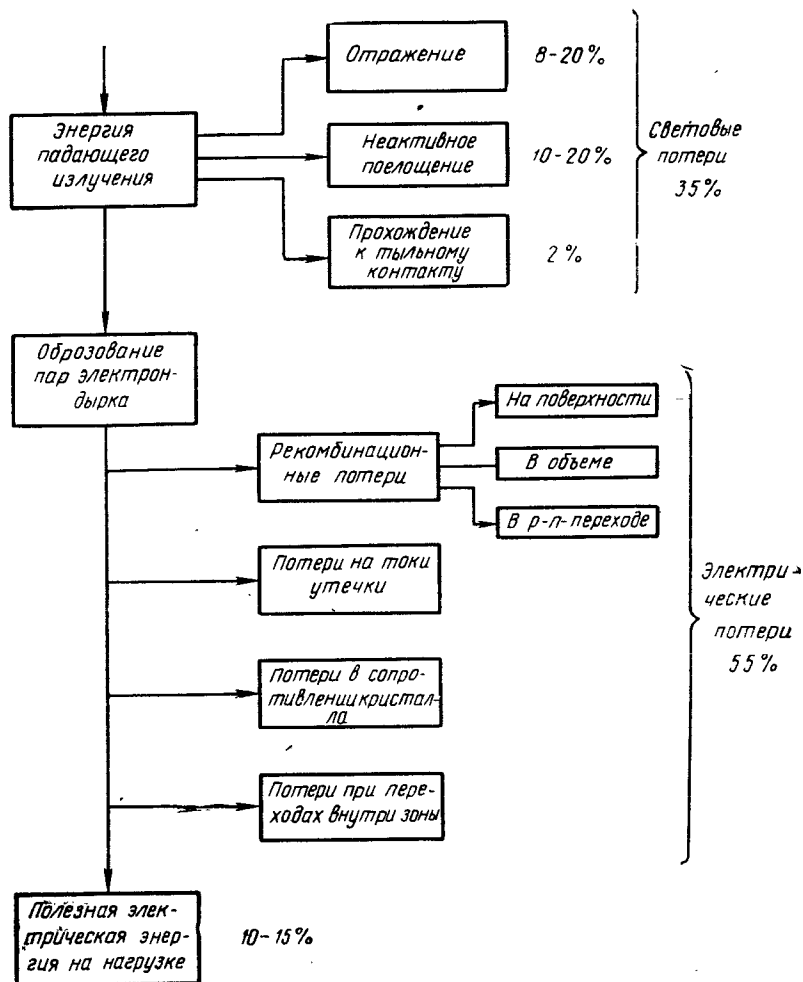 Отражение
8-20%
Энергия
падающего
излучения
Неактивное
поглощение
10-20%
Световые
потери
35%
Прохождение
к тыльному
контакту
2%
Образование
пар электрон-
дырка
На поверхности
Рекомбинацион-
ные потери
В объеме
В р-п-переходе
Потери на токи
утечки
Электри-
ческие
потери
55%
Потери в сопро-
тивлении кристал-
ла
Потери при пере-
ходах внутри зоны
Полезная элек-
трическая энер-
гия на нагрузке
10-15%